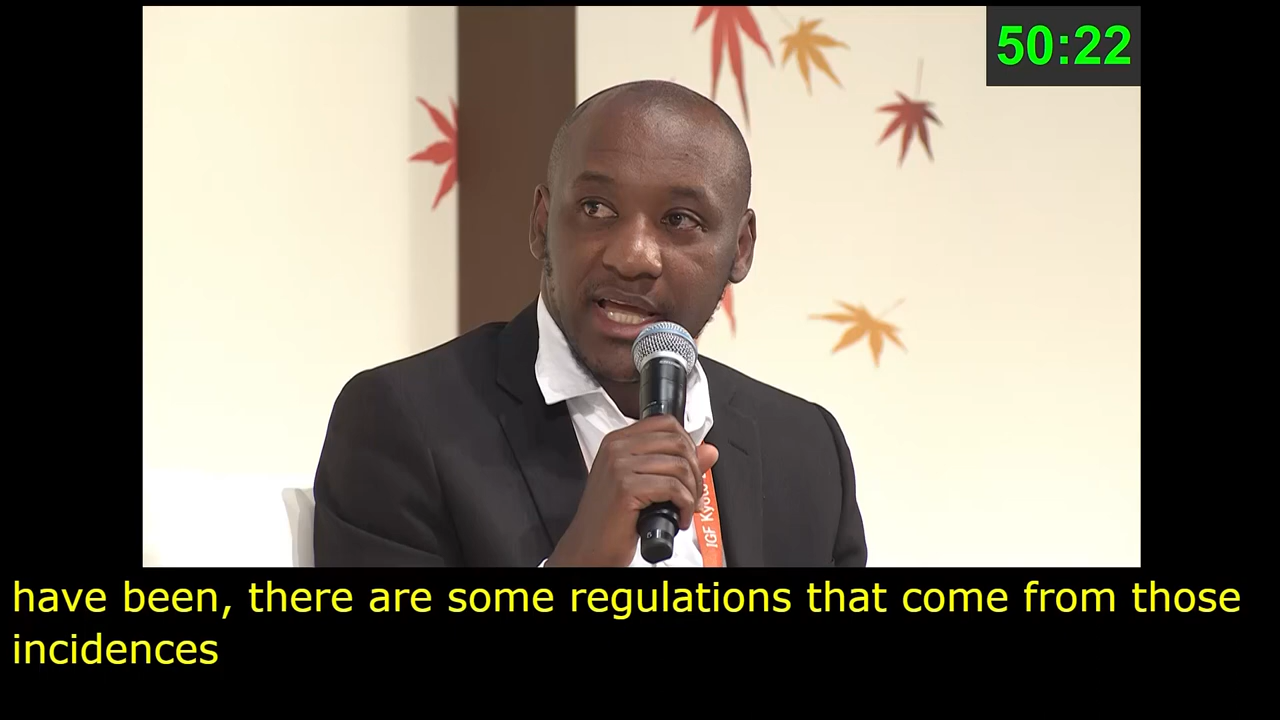 50:22
IGF Kyoto
have been, there are some regulations that come from those
incidences